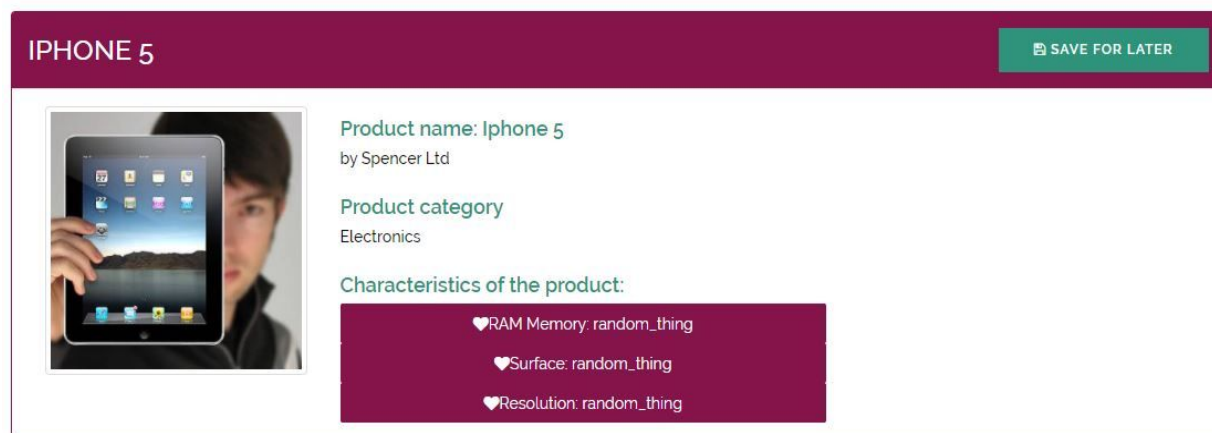 IPHONE 5
SAVE FOR LATER
Product name: Iphone 5
by Spencer Ltd
Product category
Electronics
Characteristics of the product:
RAM Memory: random_thing
Surface: random_thing
Resolution: random_thing